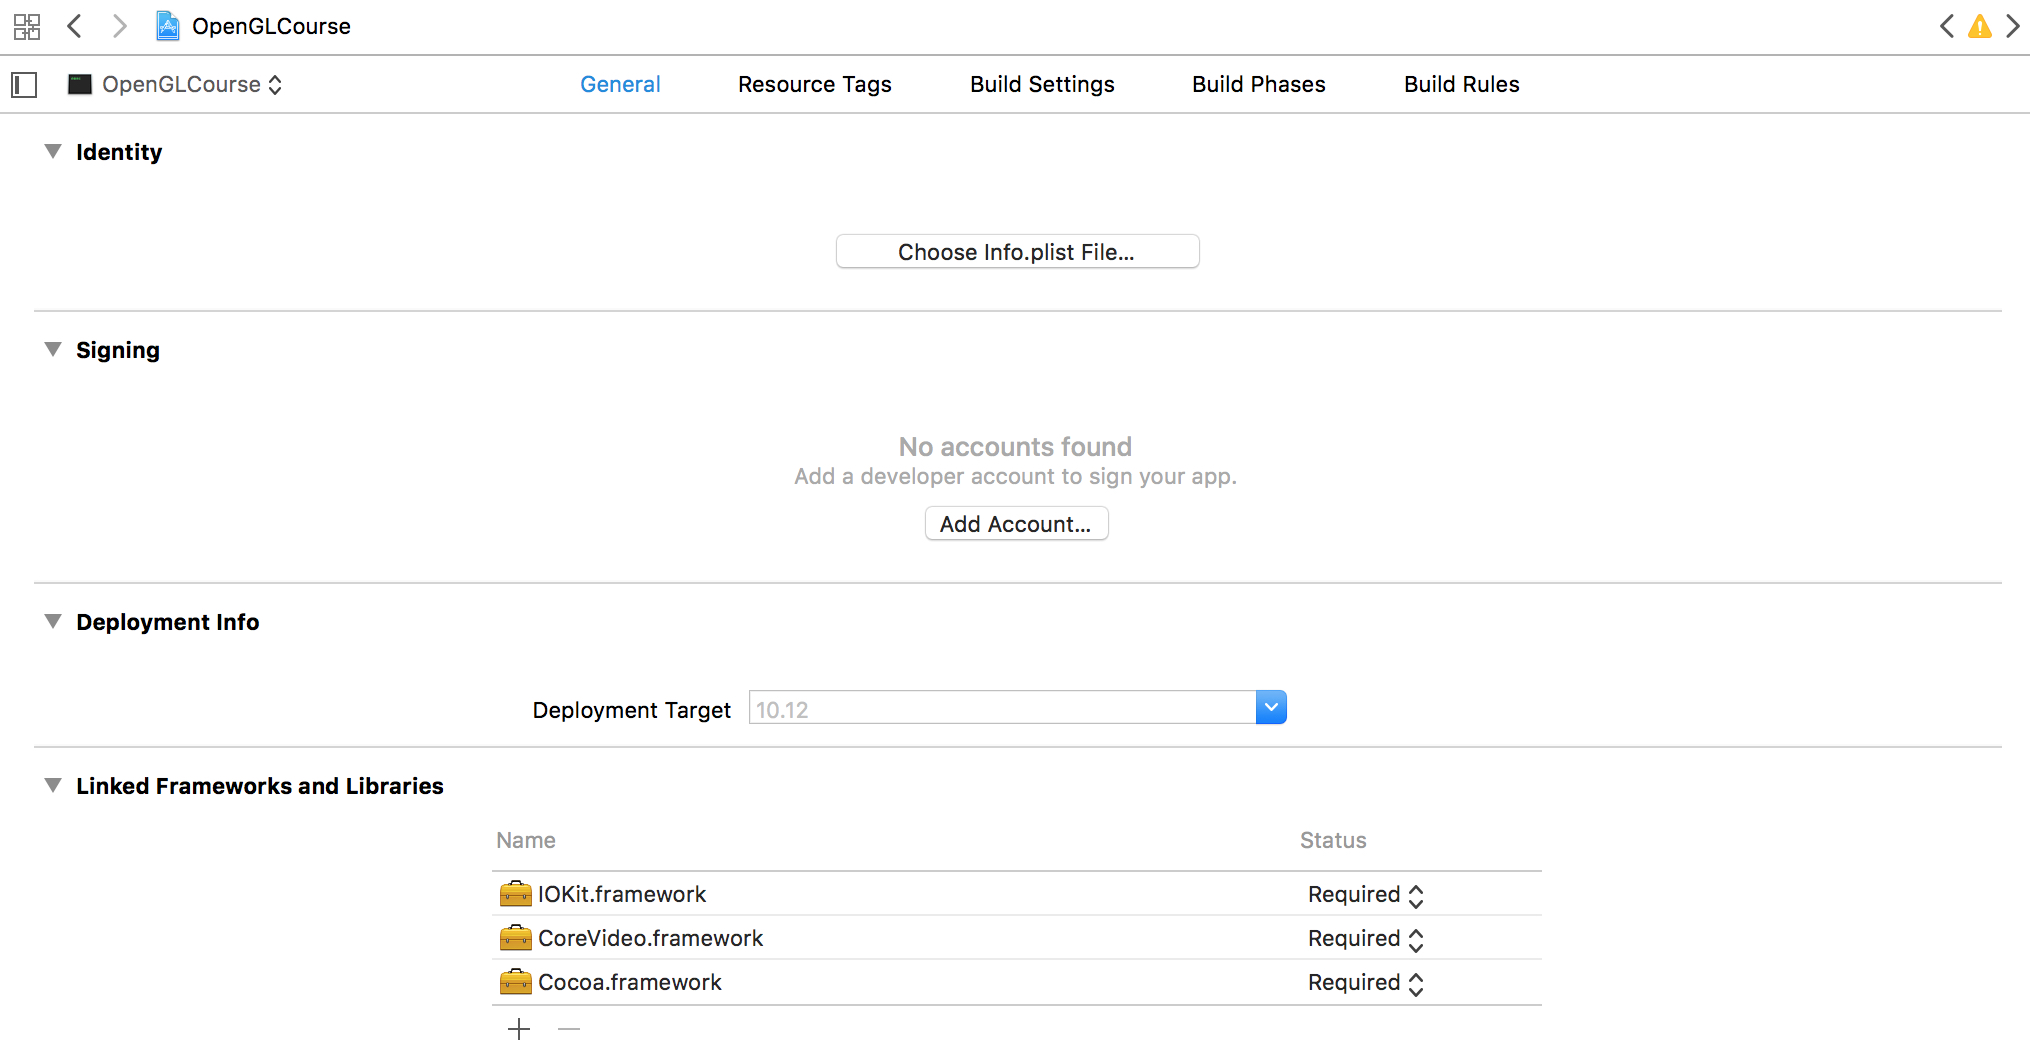 OpenGLCourse
OpenGLCourse General Resource Tags Build Settings Build Phases Build Rules
Identity
Choose Info.plist File...
Signing
No accounts found
Add a developer account to sign your app.
Add Account...
Deployment Info
Deployment Target 10.12
Linked Frameworks and Libraries
Name Status
IOKit.framework Required
CoreVideo.framework Required
Cocoa.framework Required